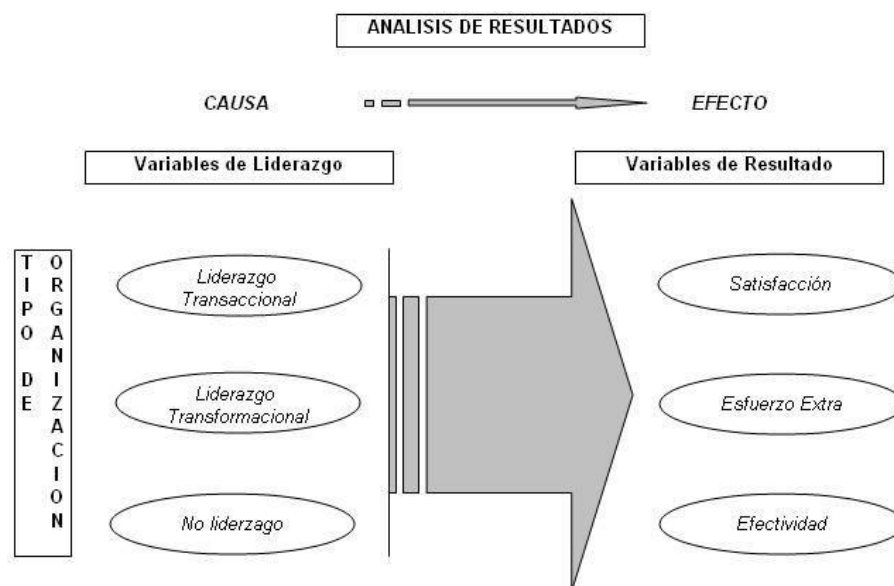 ANALISIS DE RESULTADOS
CAUSA
EFECTO
Variables de Liderazgo
Variables de Resultado
TIPO DE
ORGANIZACION
Liderazgo
Transaccional
Satisfacción
Liderazgo
Transformacional
Esfuerzo Extra
No liderzago
Efectividad